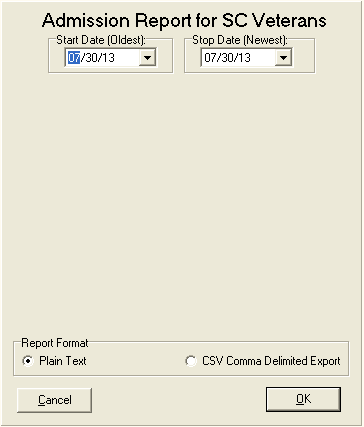 Admission Report for SC Veterans
Start Date (Oldest): Stop Date (Newest):
07/30/13 07/30/13
Report Format
Plain Text CSV Comma Delimited Export
Cancel OK